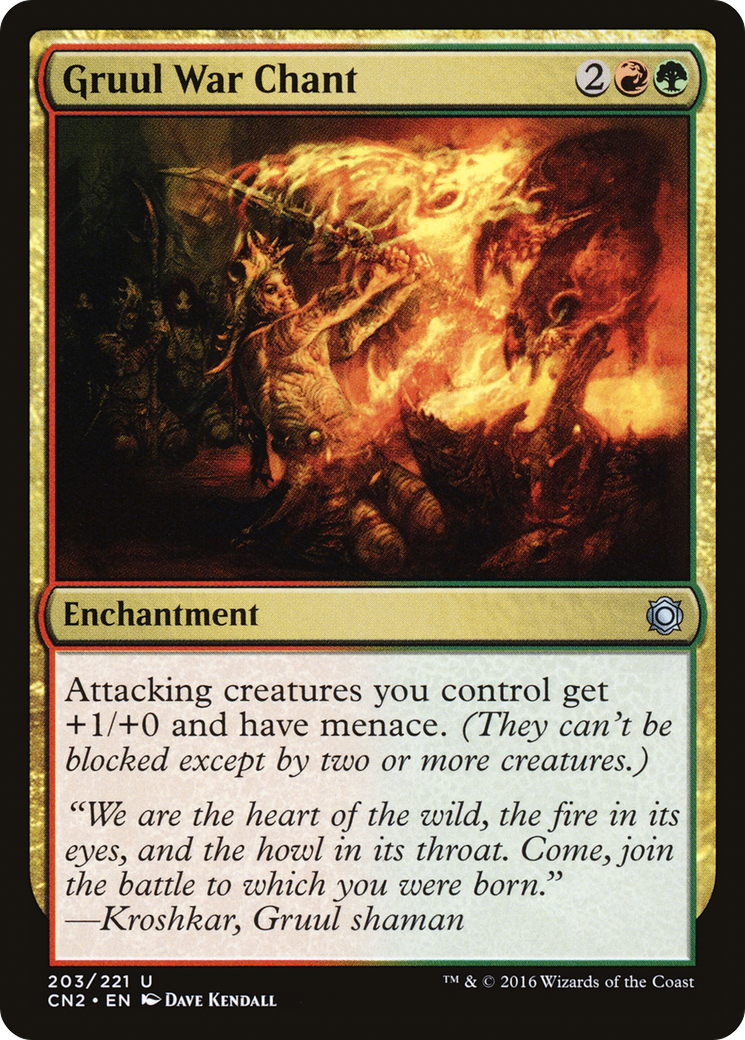 Gruul War Chant 2
Enchantment
Attacking creatures you control get
+1/+0 and have menace. (They can't be
blocked except by two or more creatures.)
“We are the heart of the wild, the fire in its
eyes, and the howl in its throat. Come, join
the battle to which you were born.”
—Kroshkar, Gruul shaman
203/221 U
™ & © 2016 Wizards of the Coast
CN2 • EN Dave Kendall